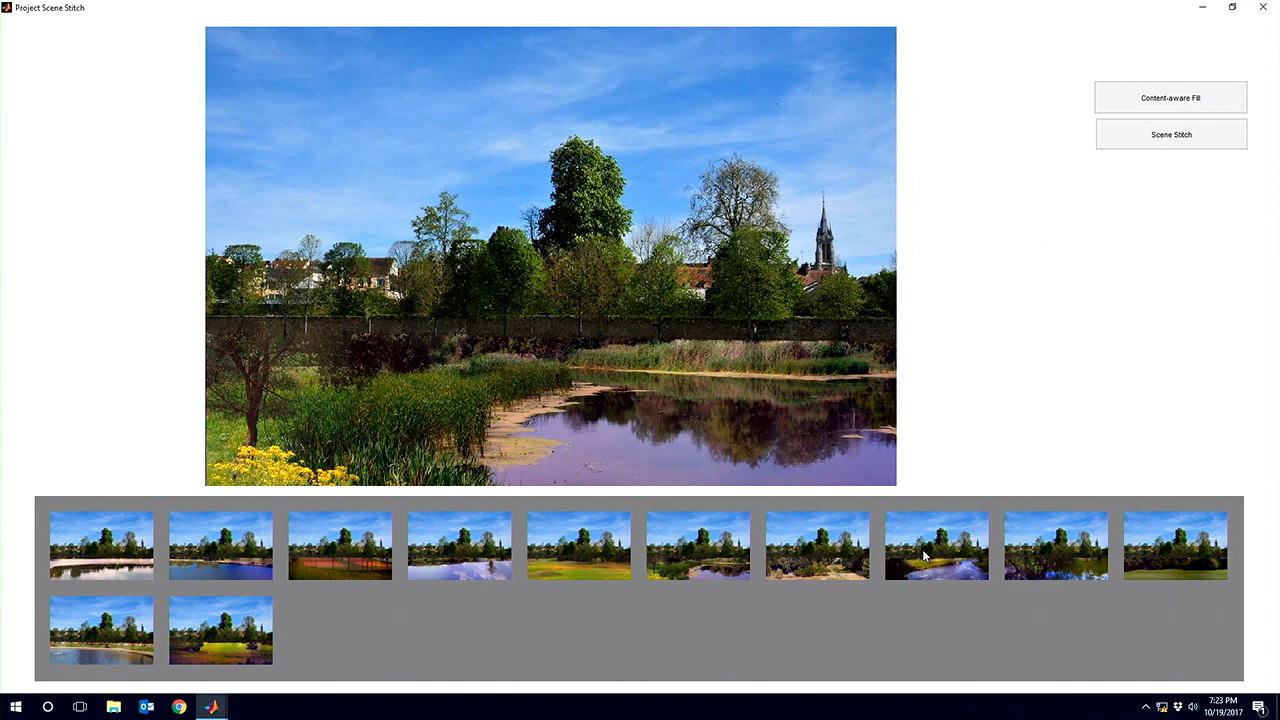 Project Scene Stitch
Content-aware Fill
Scene Stitch
7:23 PM
10/19/2017